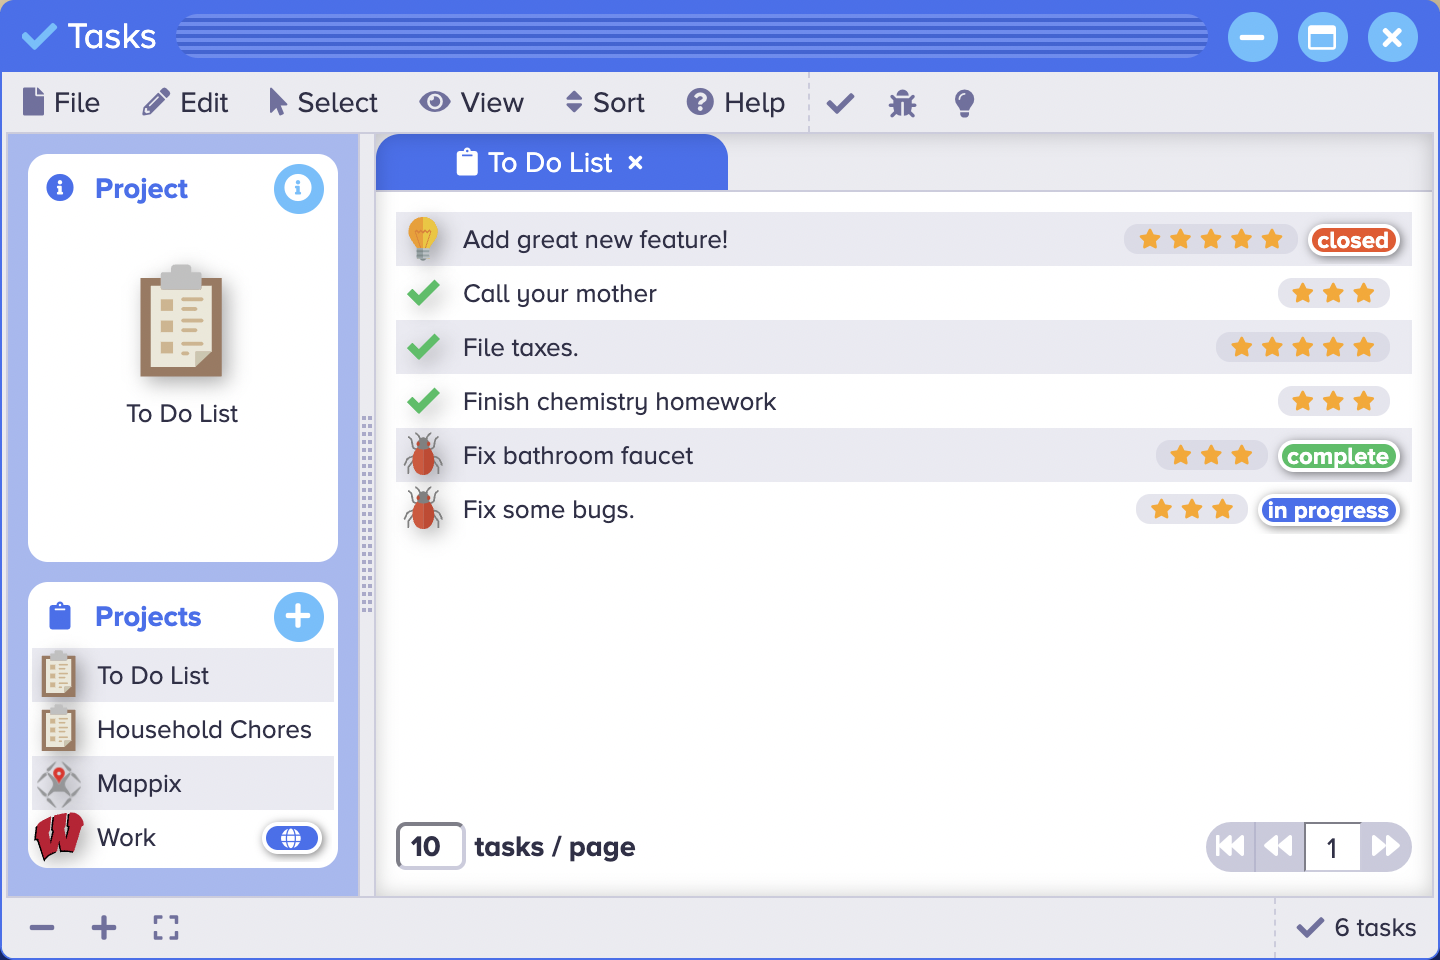 Tasks
File Edit Select View Sort Help
Project
To Do List
Projects
To Do List
Household Chores
Mappix
W Work
To Do List
Add great new feature! closed
Call your mother
File taxes.
Finish chemistry homework
Fix bathroom faucet complete
Fix some bugs. in progress
10 tasks / page
1
6 tasks